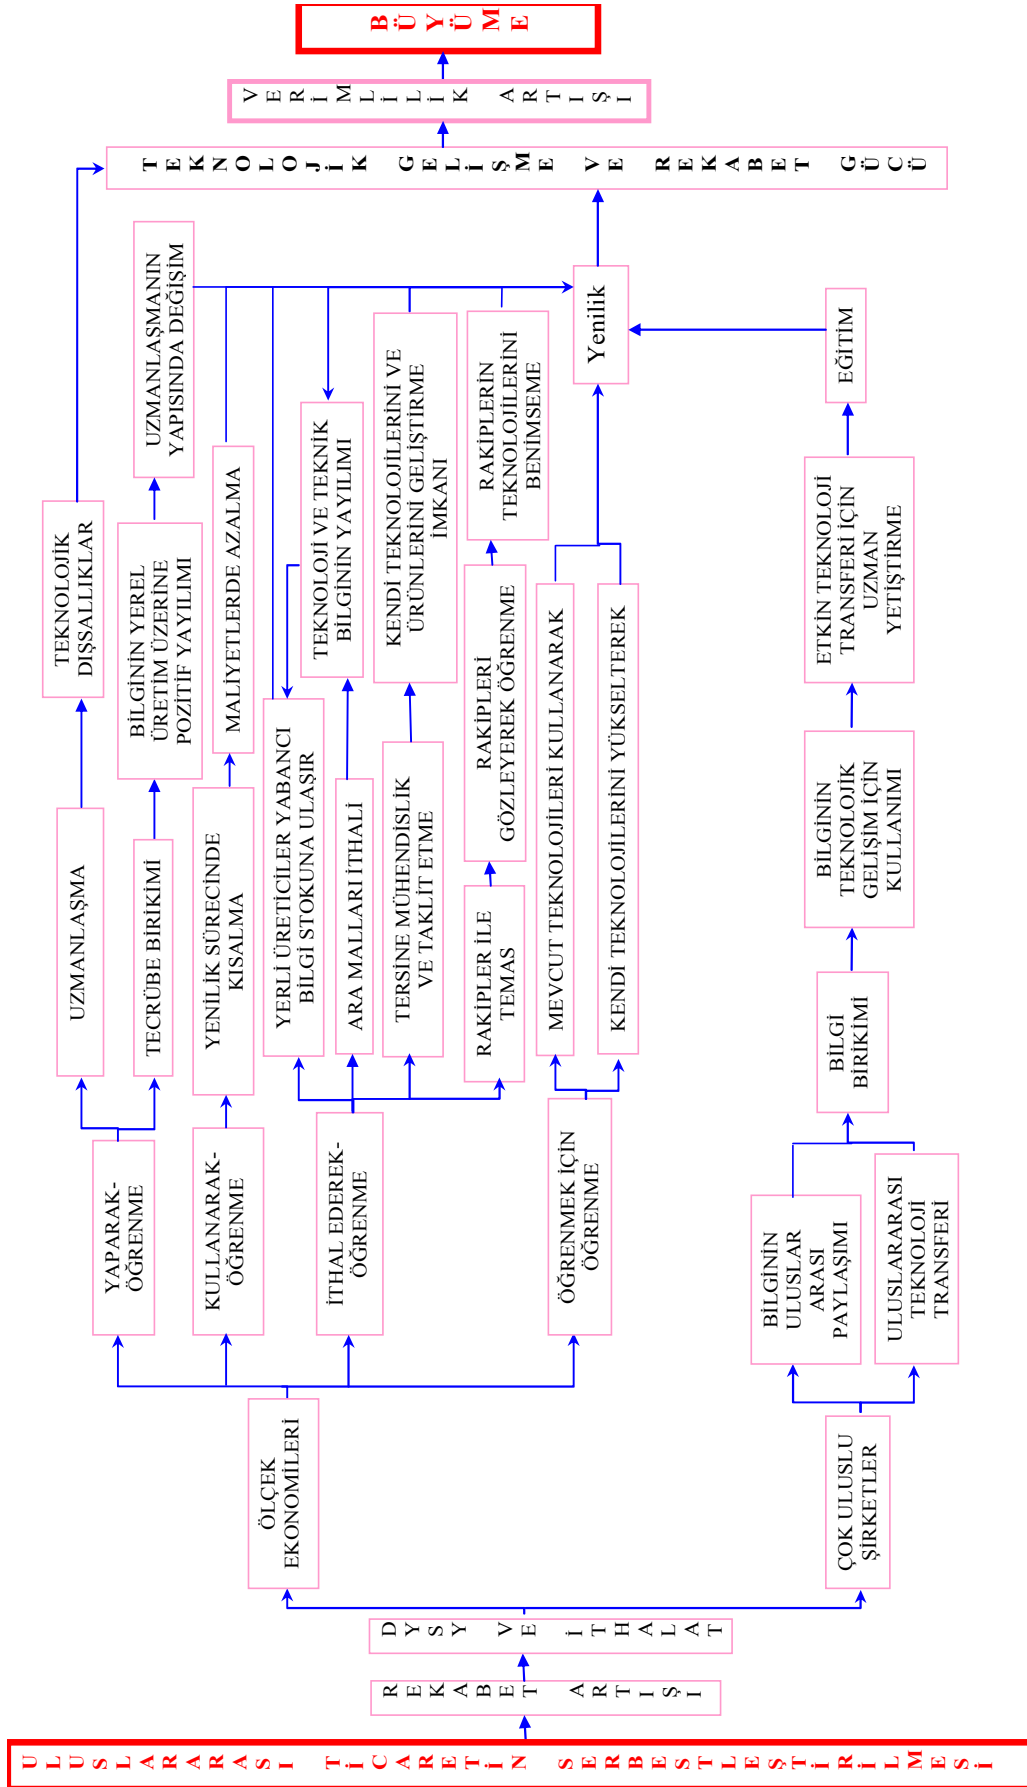 ULUSLARARASI TİCARETİN SERBESTLEŞTİRİLMESİ
REKABET ARTIŞI
DYSY VE İTHALAT
ÖLÇEK
EKONOMİLERİ
ÇOK ULUSLU
ŞİRKETLER
YAPARAK-
ÖĞRENME
KULLANARAK-
ÖĞRENME
İTHAL EDEREK-
ÖĞRENME
ÖĞRENMEK İÇİN
ÖĞRENME
BİLGİNİN
ULUSLAR
ARASI
PAYLAŞIMI
ULUSLARARASI
TEKNOLOJİ
TRANSFERİ
UZMANLAŞMA
TECRÜBE BİRİKİMİ
YENİLİK SÜRECİNDE
KISALMA
YERLİ ÜRETİCİLER YABANCI
BİLGİ STOKUNA ULAŞIR
ARA MALLARI İTHALİ
TERSİNE MÜHENDİSLİK
VE TAKLİT ETME
RAKİPLER İLE
TEMAS
MEVCUT TEKNOLOJİLERİ KULLANARAK
KENDİ TEKNOLOJİLERİNİ YÜKSELTEREK
BİLGİ
BİRİKİMİ
TEKNOLOJİK
DIŞSALLIKLAR
BİLGİNİN YEREL
ÜRETİM ÜZERİNE
POZİTİF YAYILIMI
MALİYETLERDE AZALMA
TEKNOLOJİ VE TEKNİK
BİLGİNİN YAYILIMI
KENDİ TEKNOLOJİLERİNİ VE
ÜRÜNLERİNİ GELİŞTİRME
İMKANI
RAKİPLERİ
GÖZLEYEREK ÖĞRENME
BİLGİNİN
TEKNOLOJİK
GELİŞİM İÇİN
KULLANIMI
UZMANLAŞMANIN
YAPISINDA DEĞİŞİM
RAKİPLERİN
TEKNOLOJİLERİNİ
BENİMSEME
ETKİN TEKNOLOJİ
TRANSFERİ İÇİN
UZMAN
YETİŞTİRME
Yenilik
EĞİTİM
TEKNOLOJİK GELİŞME VE REKABET GÜCÜ
VERİMLİLİK ARTIŞI
BÜYÜME